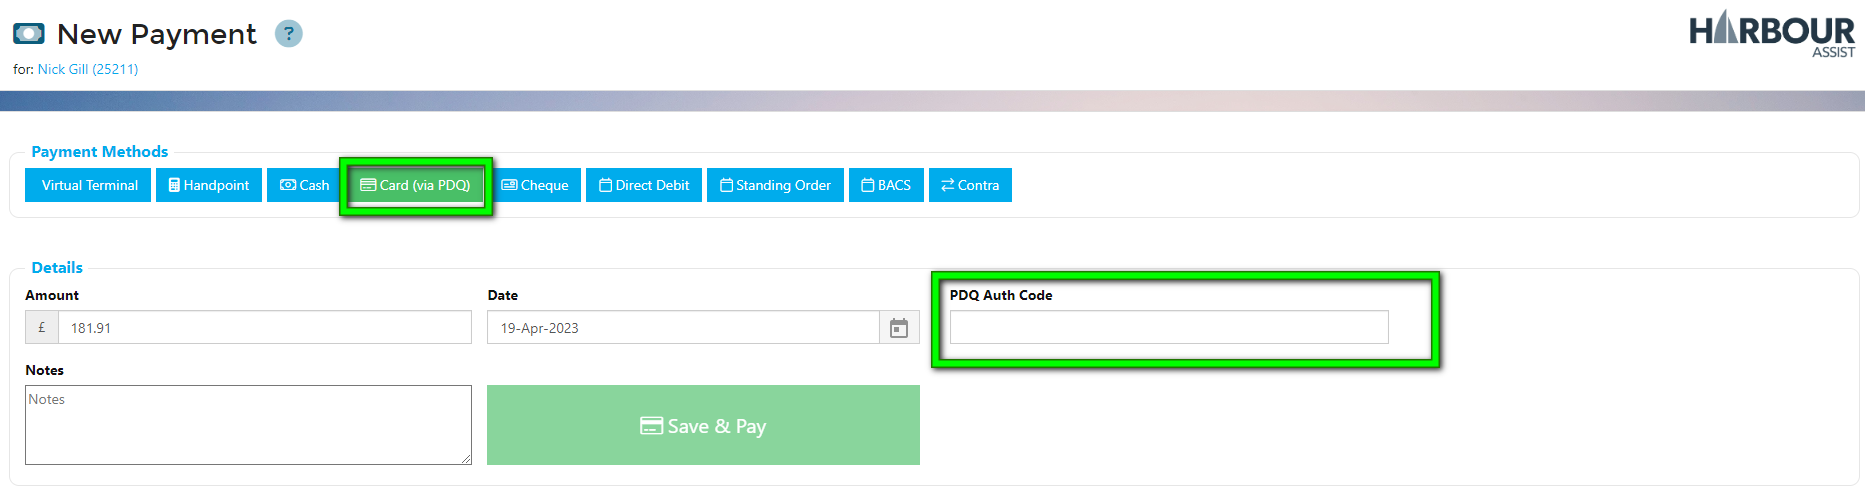 New Payment ?
HARBOUR
ASSIST
for: Nick Gill (25211)
Payment Methods
Virtual Terminal Handpoint Cash Card (via PDQ) Cheque Direct Debit Standing Order BACS Contra
Details
Amount Date PDQ Auth Code
£ 181.91 19-Apr-2023
Notes
Notes
Save & Pay